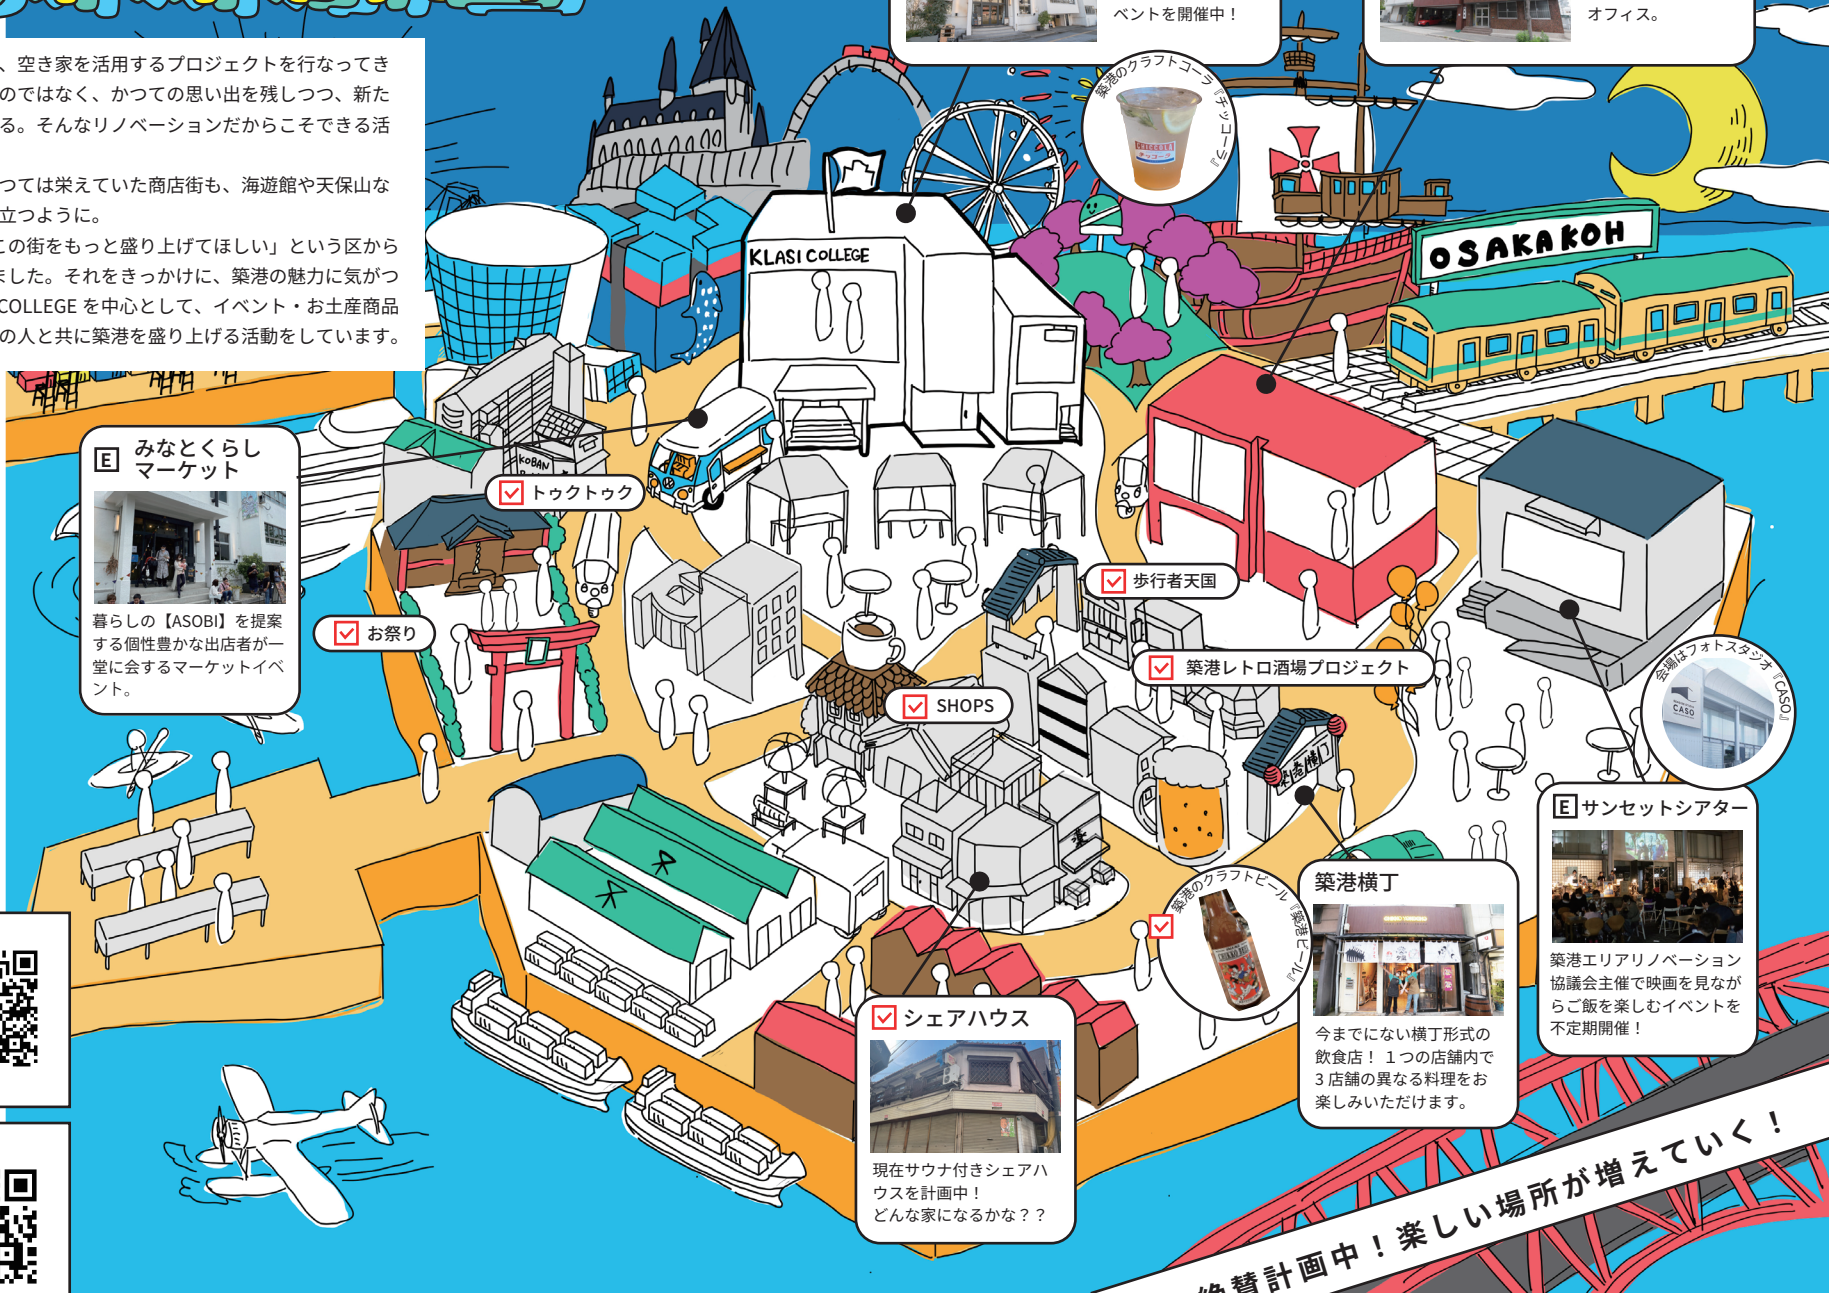 ベントを開催中！
オフィス。
、空き家を活用するプロジェクトを行なってき
のではなく、かつての思い出を残しつつ、新た
る。そんなリノベーションだからこそできる活
つては栄えていた商店街も、海遊館や天保山な
立つように。
この街をもっと盛り上げてほしい」という区から
ました。それをきっかけに、築港の魅力に気がつ
COLLEGE を中心として、イベント・お土産商品
の人と共に築港を盛り上げる活動をしています。
築港のクラフトコーラ『チッコーラ』
CHICCOLA
チッコーラ
KLASI COLLEGE
OSAKAKOH
E みなとくらし
マーケット
暮らしの【ASOBI】を提案
する個性豊かな出店者が一
堂に会するマーケットイベ
ント。
KOBAN
トゥクトゥク
お祭り
歩行者天国
築港レトロ酒場プロジェクト
SHOPS
会場はフォトスタジオ『CASO』
CASO
E サンセットシアター
築港エリアリノベーション
協議会主催で映画を見なが
らご飯を楽しむイベントを
不定期開催！
築港横丁
築港横丁
今までにない横丁形式の
飲食店！ １つの店舗内で
3 店舗の異なる料理をお
楽しみいただけます。
築港のクラフトビール『築港ビール』
シェアハウス
現在サウナ付きシェアハ
ウスを計画中！
どんな家になるかな？？
絶賛計画中！楽しい場所が増えていく！